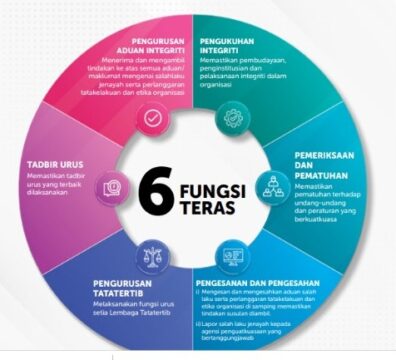 PENGURUSAN
ADUAN INTEGRITI
Menerima dan mengambil
tindakan ke atas semua aduan/
maklumat mengenai salahlaku
jenayah serta perlanggaran
tatakelakuan dan etika organisasi
PENGUKUHAN
INTEGRITI
Memastikan pembudayaan,
penginstitusian dan
pelaksanaan integriti dalam
organisasi
TADBIR URUS
Memastikan tadbir
urus yang terbaik
dilaksanakan
6 FUNGSI
TERAS
PEMERIKSAAN
DAN
PEMATUHAN
Memastikan
pematuhan terhadap
undang-undang
dan peraturan yang
berkuatkuasa
PENGURUSAN
TATATERTIB
Melaksanakan fungsi urus
setia Lembaga Tatatertib
PENGESANAN DAN PENGESAHAN
i) Mengesan dan mengesahkan aduan salah
laku serta perlanggaran tatakelakuan dan
etika organisasi di samping memastikan
tindakan susulan diambil.
ii) Lapor salah laku jenayah kepada
agensi penguatkuasaan yang
bertanggungjawab